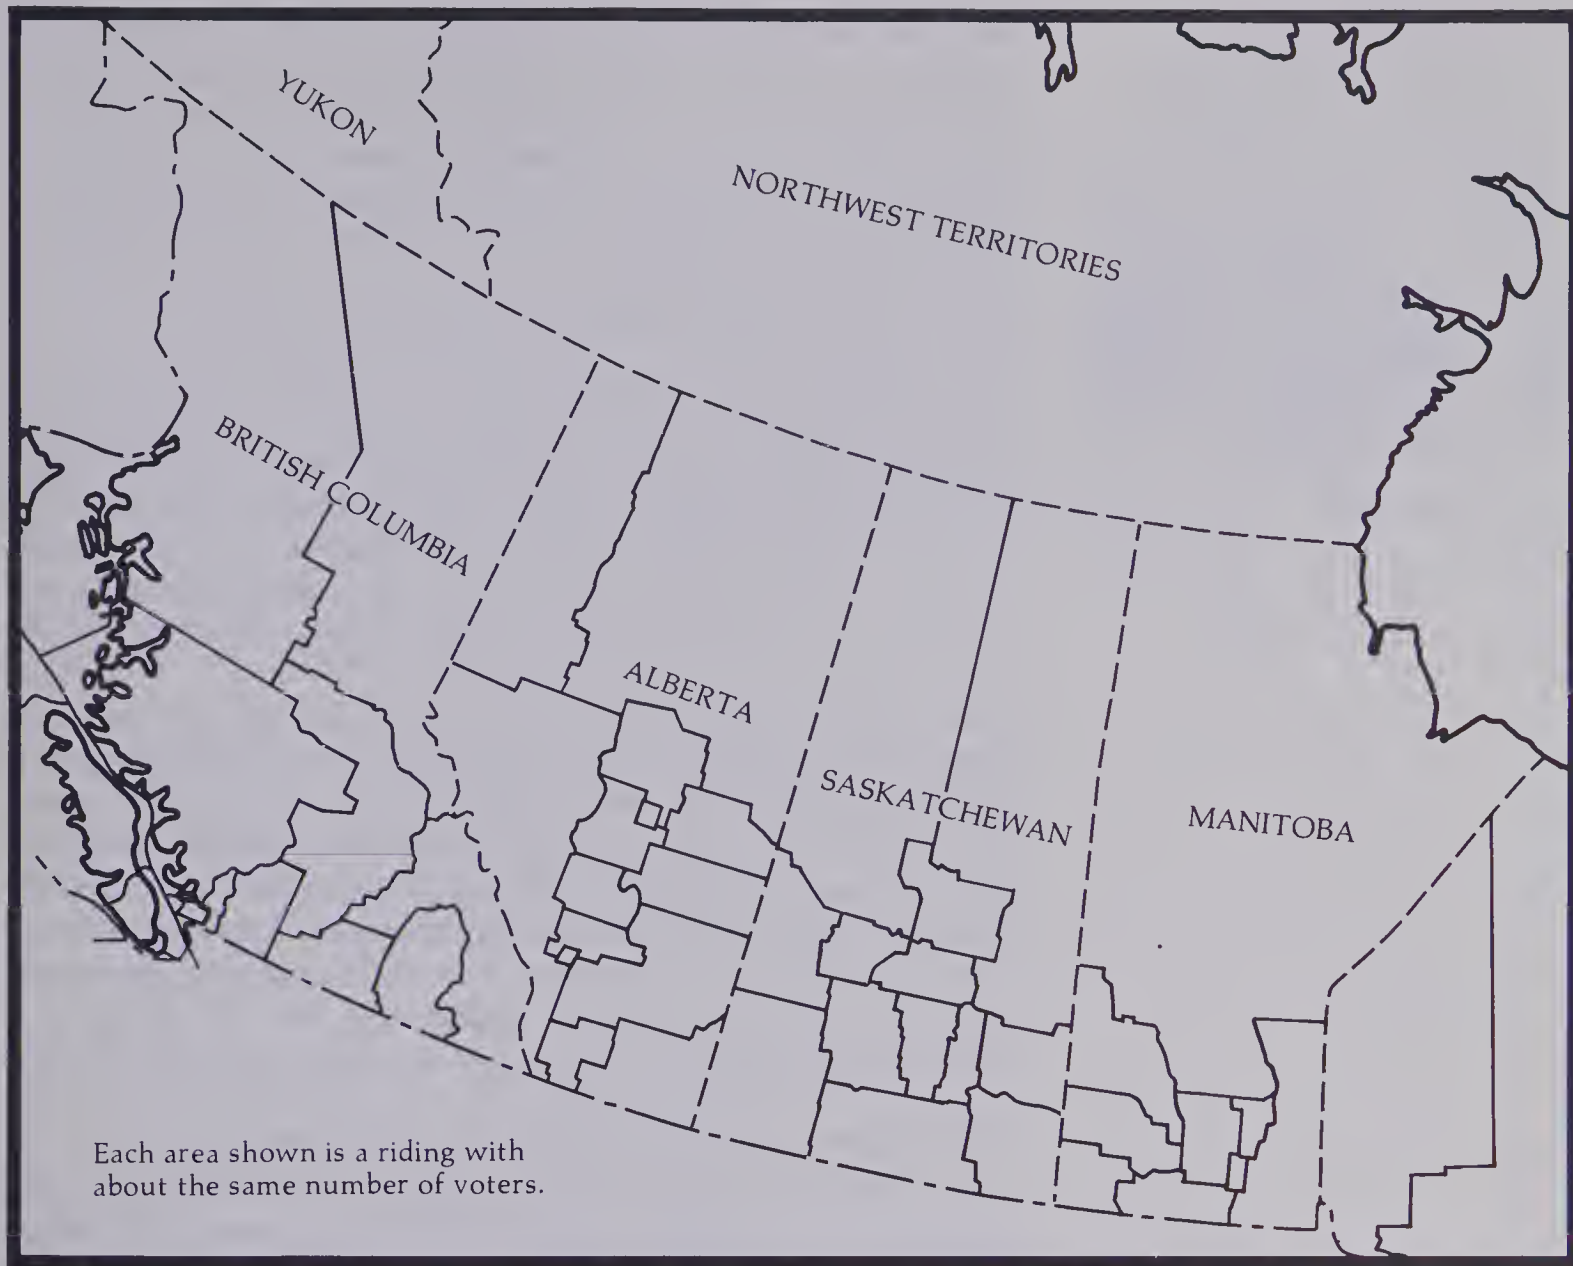 YUKON
NORTHWEST TERRITORIES
BRITISH COLUMBIA
ALBERTA
SASKATCHEWAN
MANITOBA
Each area shown is a riding with
about the same number of voters.